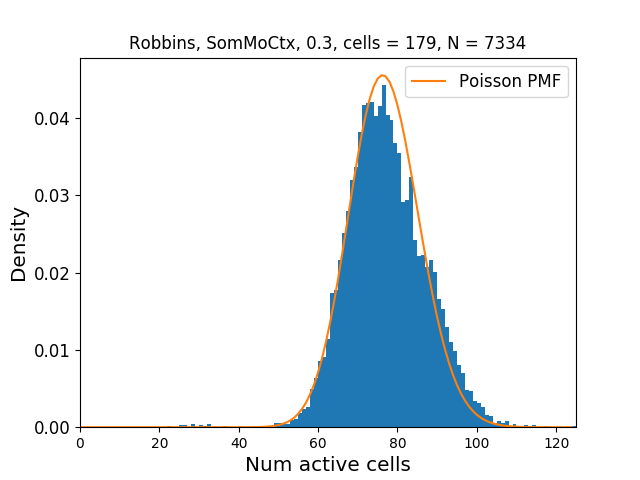 Robbins, SomMoCtx, 0.3, cells = 179, N = 7334
Poisson PMF
Density
0.04
0.03
0.02
0.01
0.00
0 20 40 60 80 100 120
Num active cells